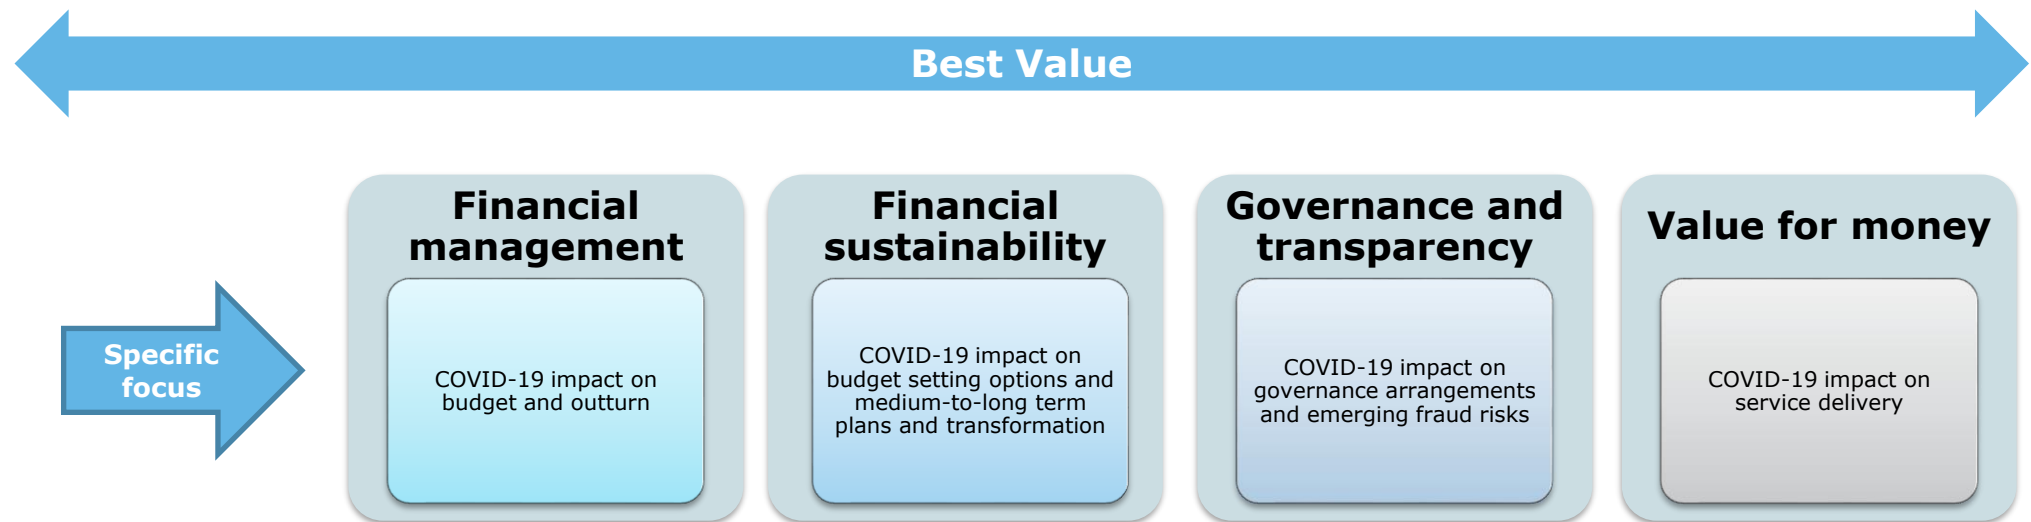 Best Value
Specific
focus
Financial
management
COVID-19 impact on
budget and outturn
Financial
sustainability
COVID-19 impact on
budget setting options and
medium-to-long term
plans and transformation
Governance and
transparency
COVID-19 impact on
governance arrangements
and emerging fraud risks
Value for money
COVID-19 impact on
service delivery